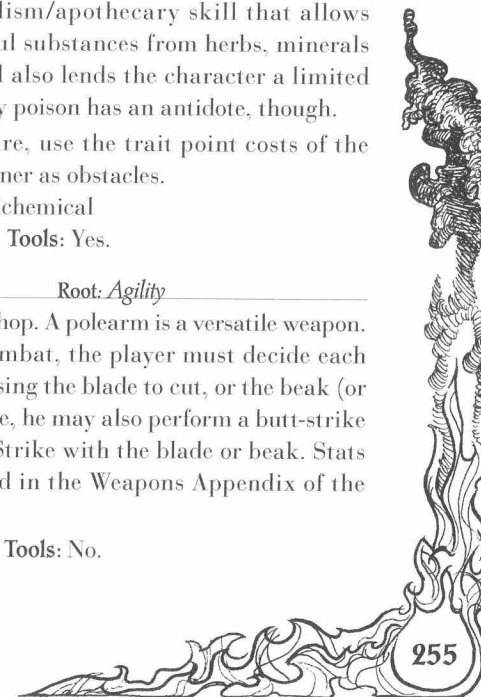 lism/apothecary skill that allows
substances from herbs, minerals
also lends the character a limited
poison has an antidote, though.
re, use the trait point costs of the
ner as obstacles.
chemical
Tools: Yes.
Root: Agility
hop. A polearm is a versatile weapon.
mbat, the player must decide each
sing the blade to cut, or the beak (or
e, he may also perform a butt-strike
Strike with the blade or beak. Stats
d in the Weapons Appendix of the
Tools: No.
255